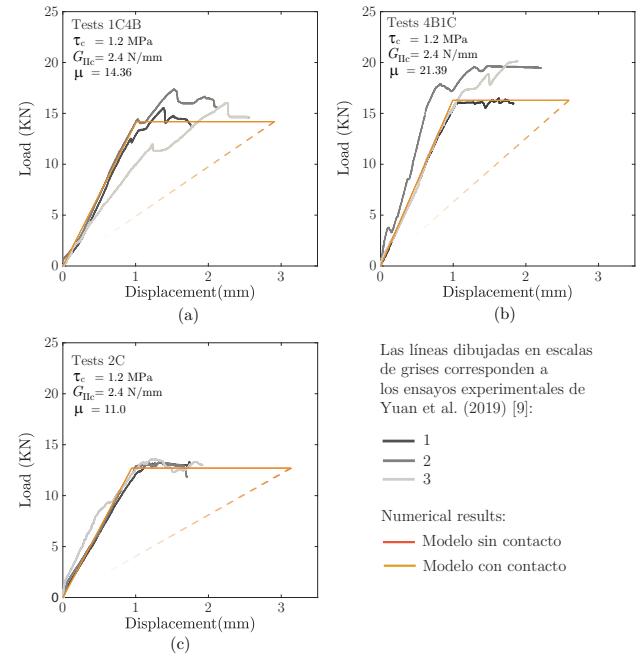 Tests 1C4B
τc = 1.2 MPa
GIIc = 2.4 N/mm
μ = 14.36
25
20
15
10
5
0
Load (KN)
0 1 2 3
Displacement(mm)
(a)
Tests 4B1C
τc = 1.2 MPa
GIIc = 2.4 N/mm
μ = 21.39
25
20
15
10
5
0
Load (KN)
0 1 2 3
Displacement(mm)
(b)
Tests 2C
τc = 1.2 MPa
GIIc = 2.4 N/mm
μ = 11.0
25
20
15
10
5
0
Load (KN)
0 1 2 3
Displacement(mm)
(c)
Las líneas dibujadas en escalas
de grises corresponden a
los ensayos experimentales de
Yuan et al. (2019) [9]:
1
2
3
Numerical results:
Modelo sin contacto
Modelo con contacto